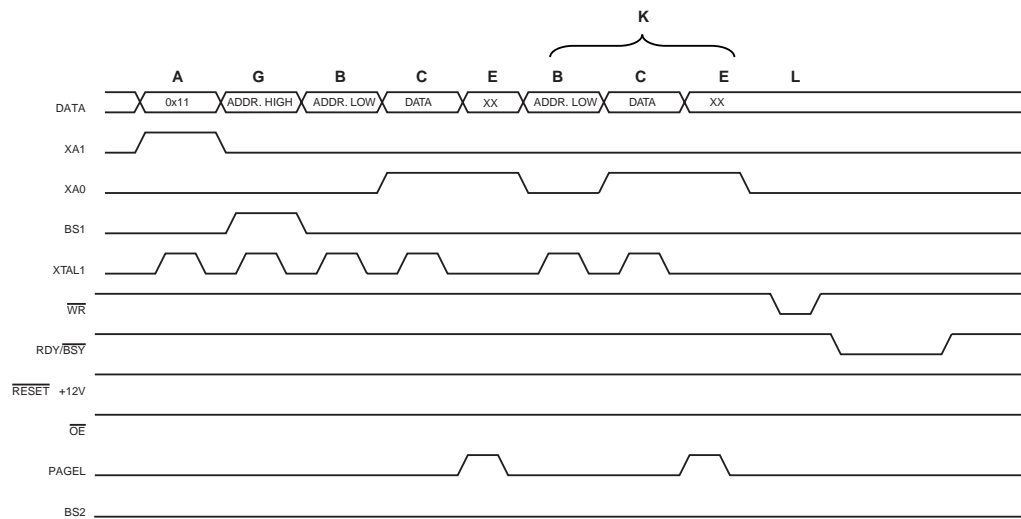 K
A G B C E B C E L
DATA 0x11 ADDR. HIGH ADDR. LOW DATA XX ADDR. LOW DATA XX
XA1
XA0
BS1
XTAL1
WR
RDY/BSY
RESET +12V
OE
PAGEL
BS2